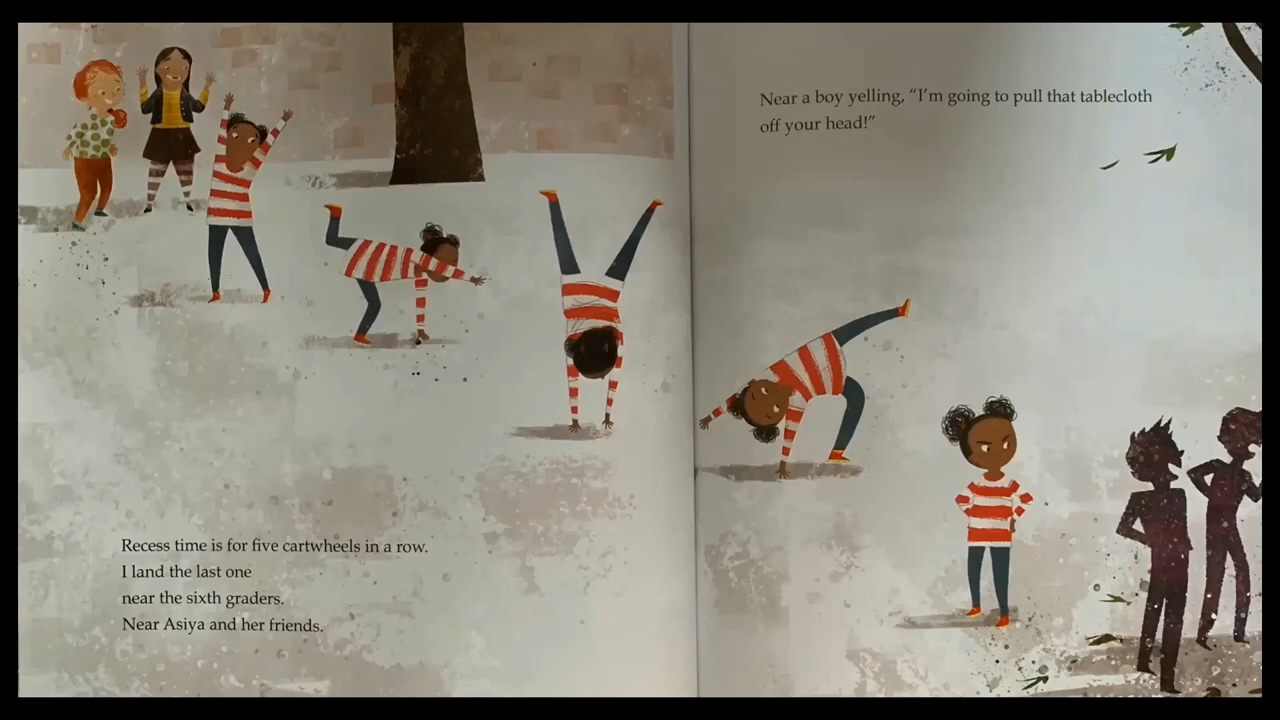 Recess time is for five cartwheels in a row.
I land the last one
near the sixth graders.
Near Asiya and her friends.
Near a boy yelling, “I’m going to pull that tablecloth
off your head!”